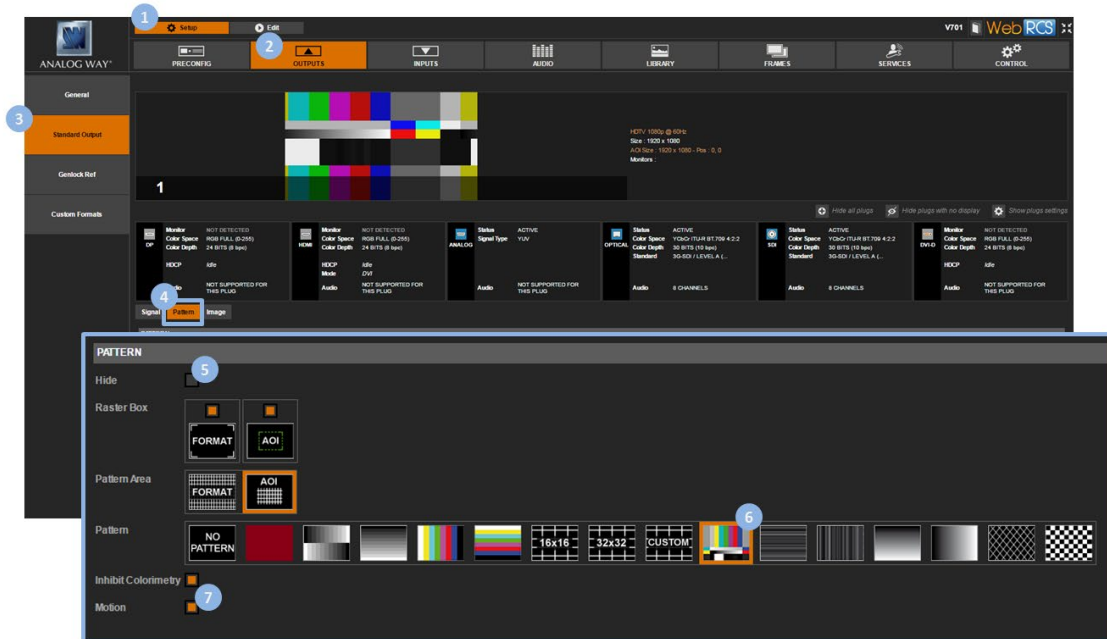 1
Setup
Edit
V701
WebRCS
ANALOG WAY®
2
PRECONFIG
OUTPUTS
INPUTS
AUDIO
LIBRARY
FRAMES
SERVICES
CONTROL
General
3
Standard Output
Genlock Ref
Custom Formats
HDTV 1080p @ 60Hz
Size : 1920 x 1080
AOI Size : 1920 x 1080 - Pos : 0, 0
Monitors :
1
Hide all plugs
Hide plugs with no display
Show plugs settings
DP
Monitor NOT DETECTED
Color Space RGB FULL (0-255)
Color Depth 24 BITS (8 bpc)
HDCP Idle
Audio NOT SUPPORTED FOR THIS PLUG
HDMI
Monitor NOT DETECTED
Color Space RGB FULL (0-255)
Color Depth 24 BITS (8 bpc)
HDCP Idle
Mode DVI
Audio NOT SUPPORTED FOR THIS PLUG
ANALOG
Status ACTIVE
Signal Type YUV
Audio NOT SUPPORTED FOR THIS PLUG
OPTICAL
Status ACTIVE
Color Space YCbCr ITU-R BT.709 4:2:2
Color Depth 30 BITS (10 bpc)
Standard 3G-SDI / LEVEL A (...
Audio 8 CHANNELS
SDI
Status ACTIVE
Color Space YCbCr ITU-R BT.709 4:2:2
Color Depth 30 BITS (10 bpc)
Standard 3G-SDI / LEVEL A (...
Audio 8 CHANNELS
DVI-D
Monitor NOT DETECTED
Color Space RGB FULL (0-255)
Color Depth 24 BITS (8 bpc)
HDCP Idle
Audio NOT SUPPORTED FOR THIS PLUG
4
Signal
Pattern
Image
PATTERN
5
Hide
Raster Box
FORMAT
AOI
Pattern Area
FORMAT
AOI
6
Pattern
NO PATTERN
16x16
32x32
CUSTOM
Inhibit Colorimetry
7
Motion